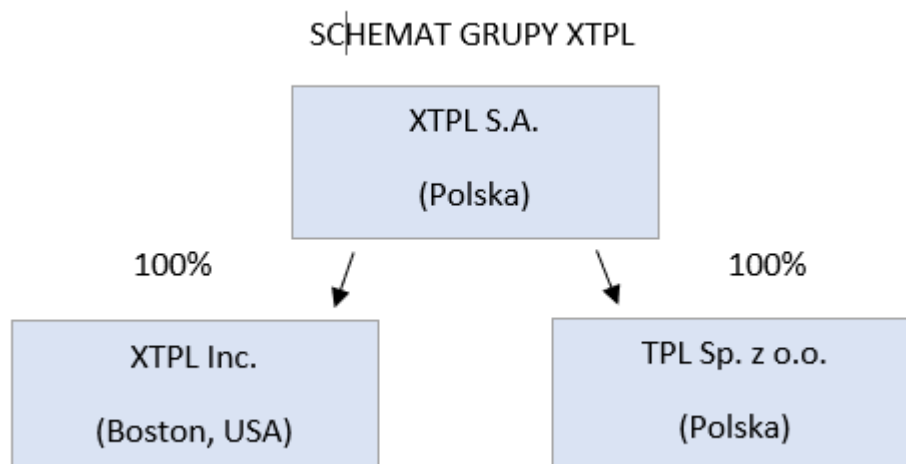 SCHEMAT GRUPY XTPL
XTPL S.A.
(Polska)
100%
100%
XTPL Inc.
(Boston, USA)
TPL Sp. z o.o.
(Polska)